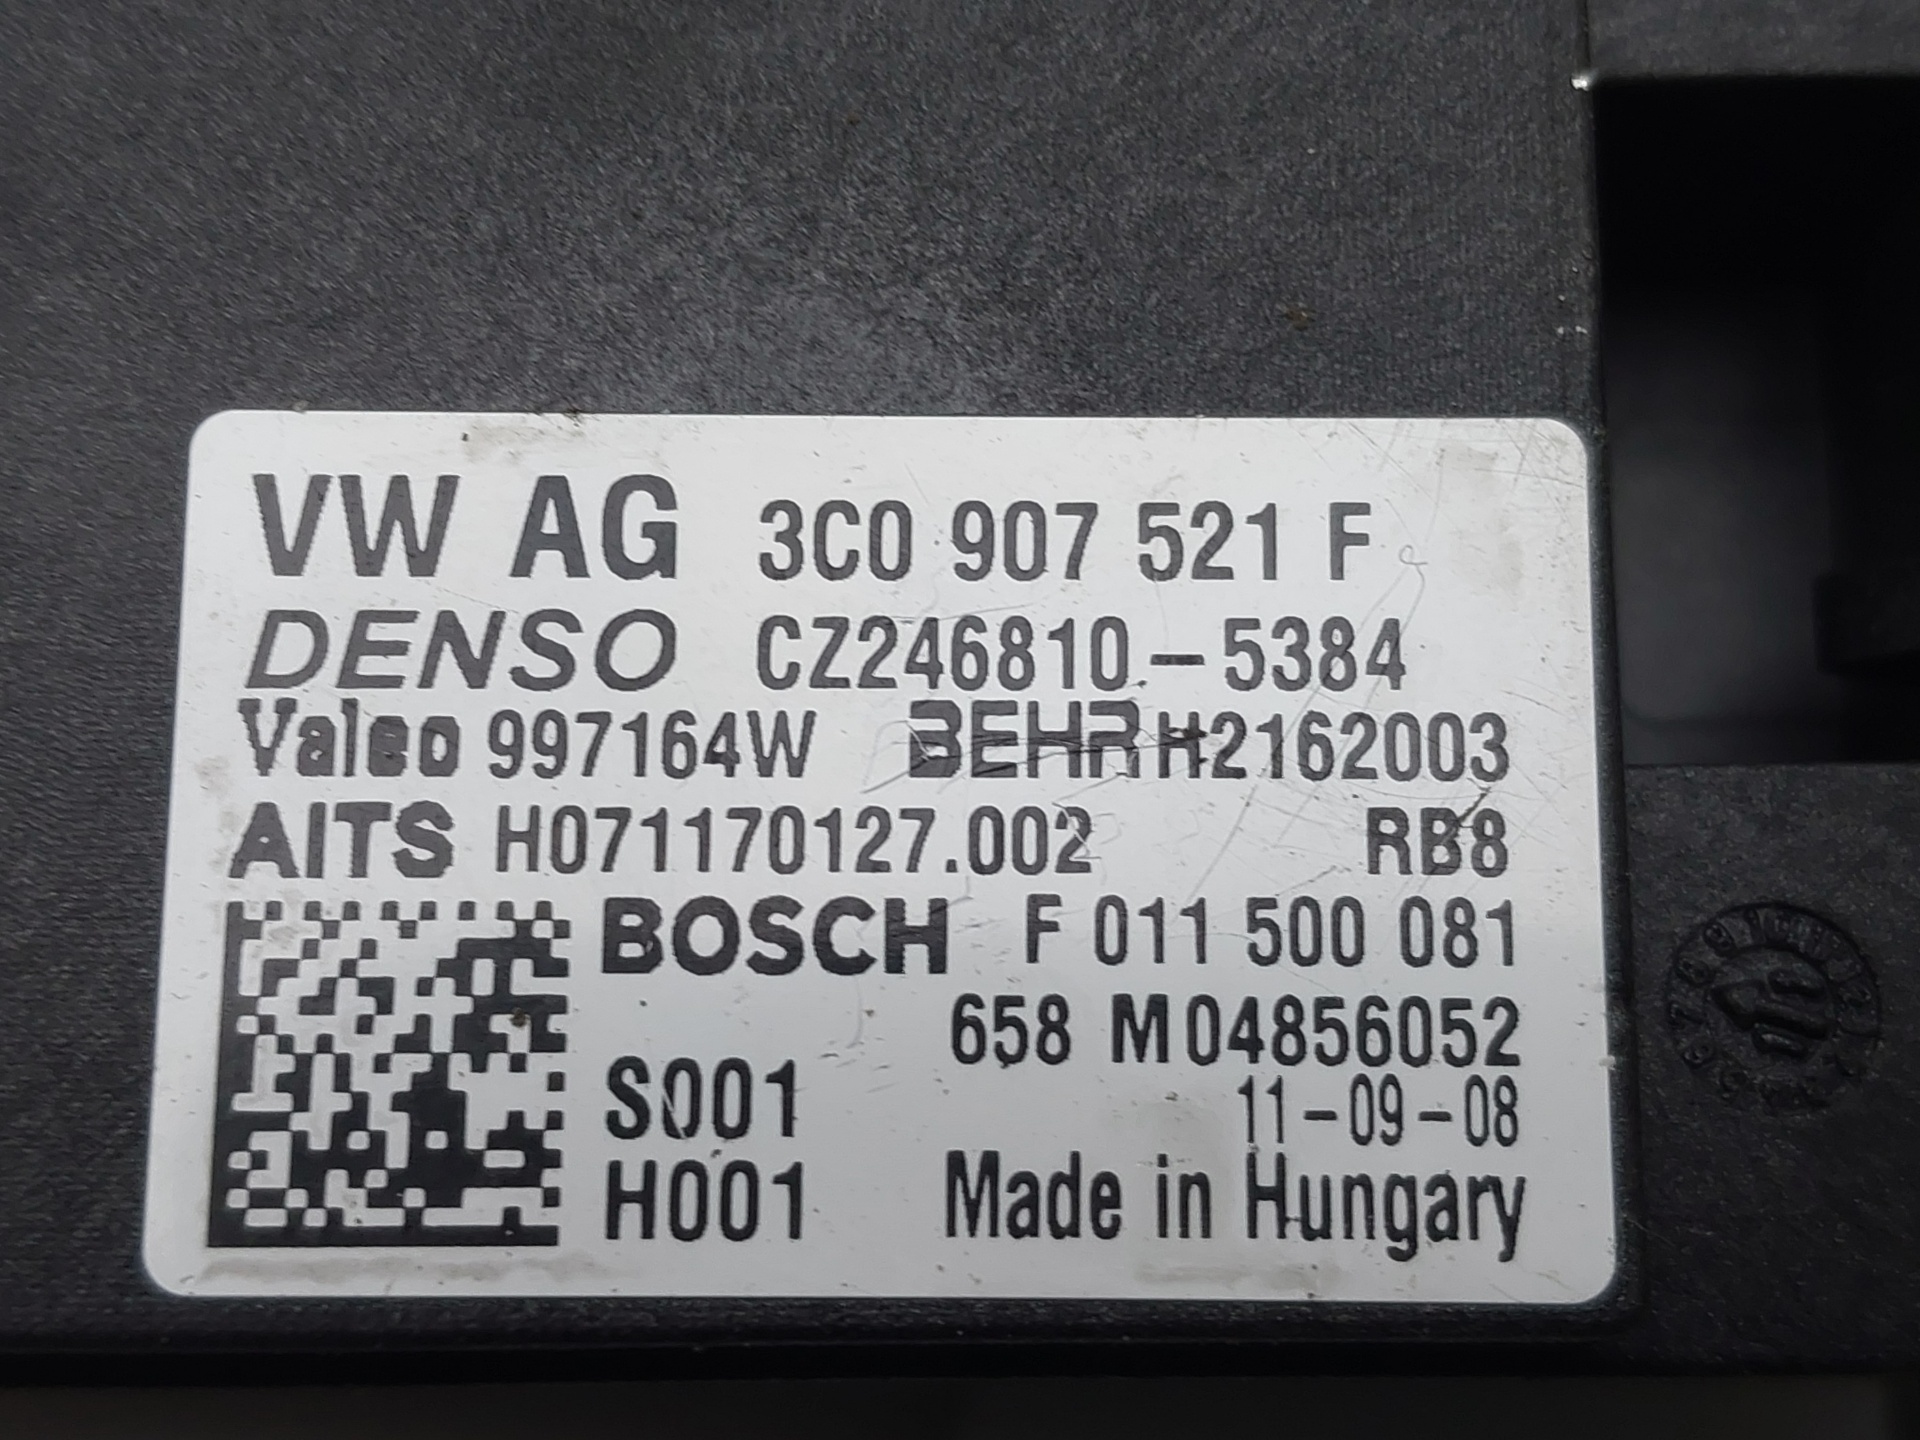 VW AG 3C0 907 521 F
DENSO CZ246810-5384
Valeo 997164W BEHR H2162003
AITS H071170127.002 RB8
BOSCH F 011 500 081
658 M04856052
S001 11-09-08
H001 Made in Hungary